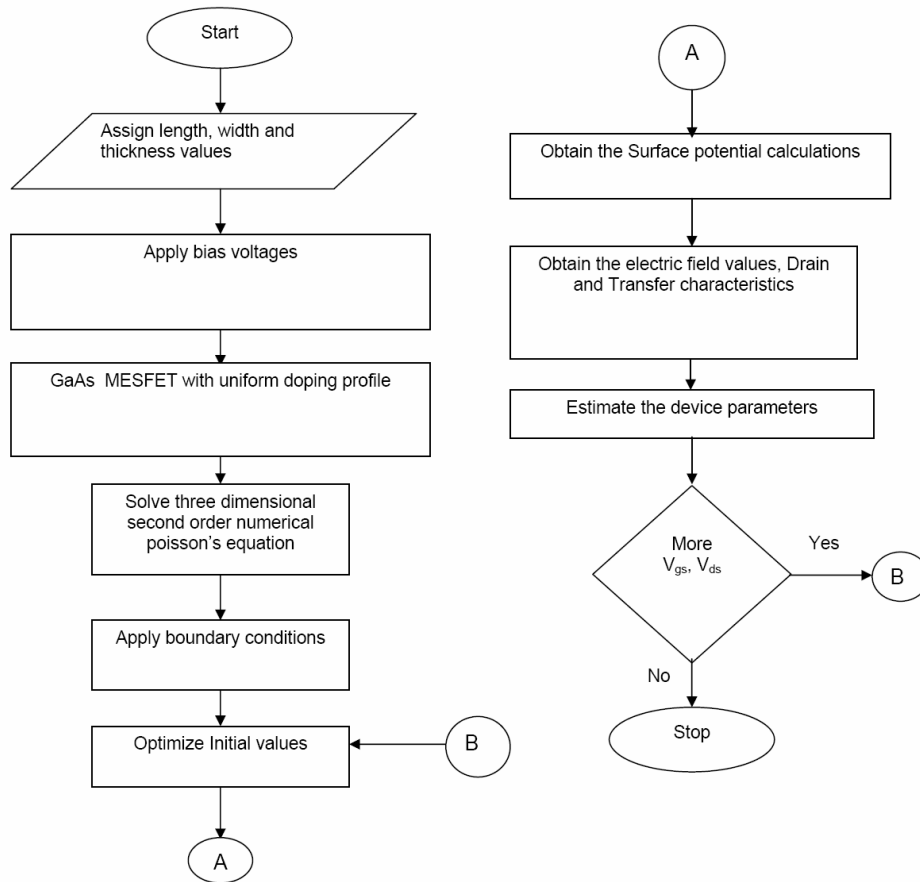 Start
Assign length, width and
thickness values
Apply bias voltages
GaAs MESFET with uniform doping profile
Solve three dimensional
second order numerical
poisson's equation
Apply boundary conditions
Optimize Initial values
B
A
A
Obtain the Surface potential calculations
Obtain the electric field values, Drain
and Transfer characteristics
Estimate the device parameters
More
Vgs, Vds
Yes
B
No
Stop